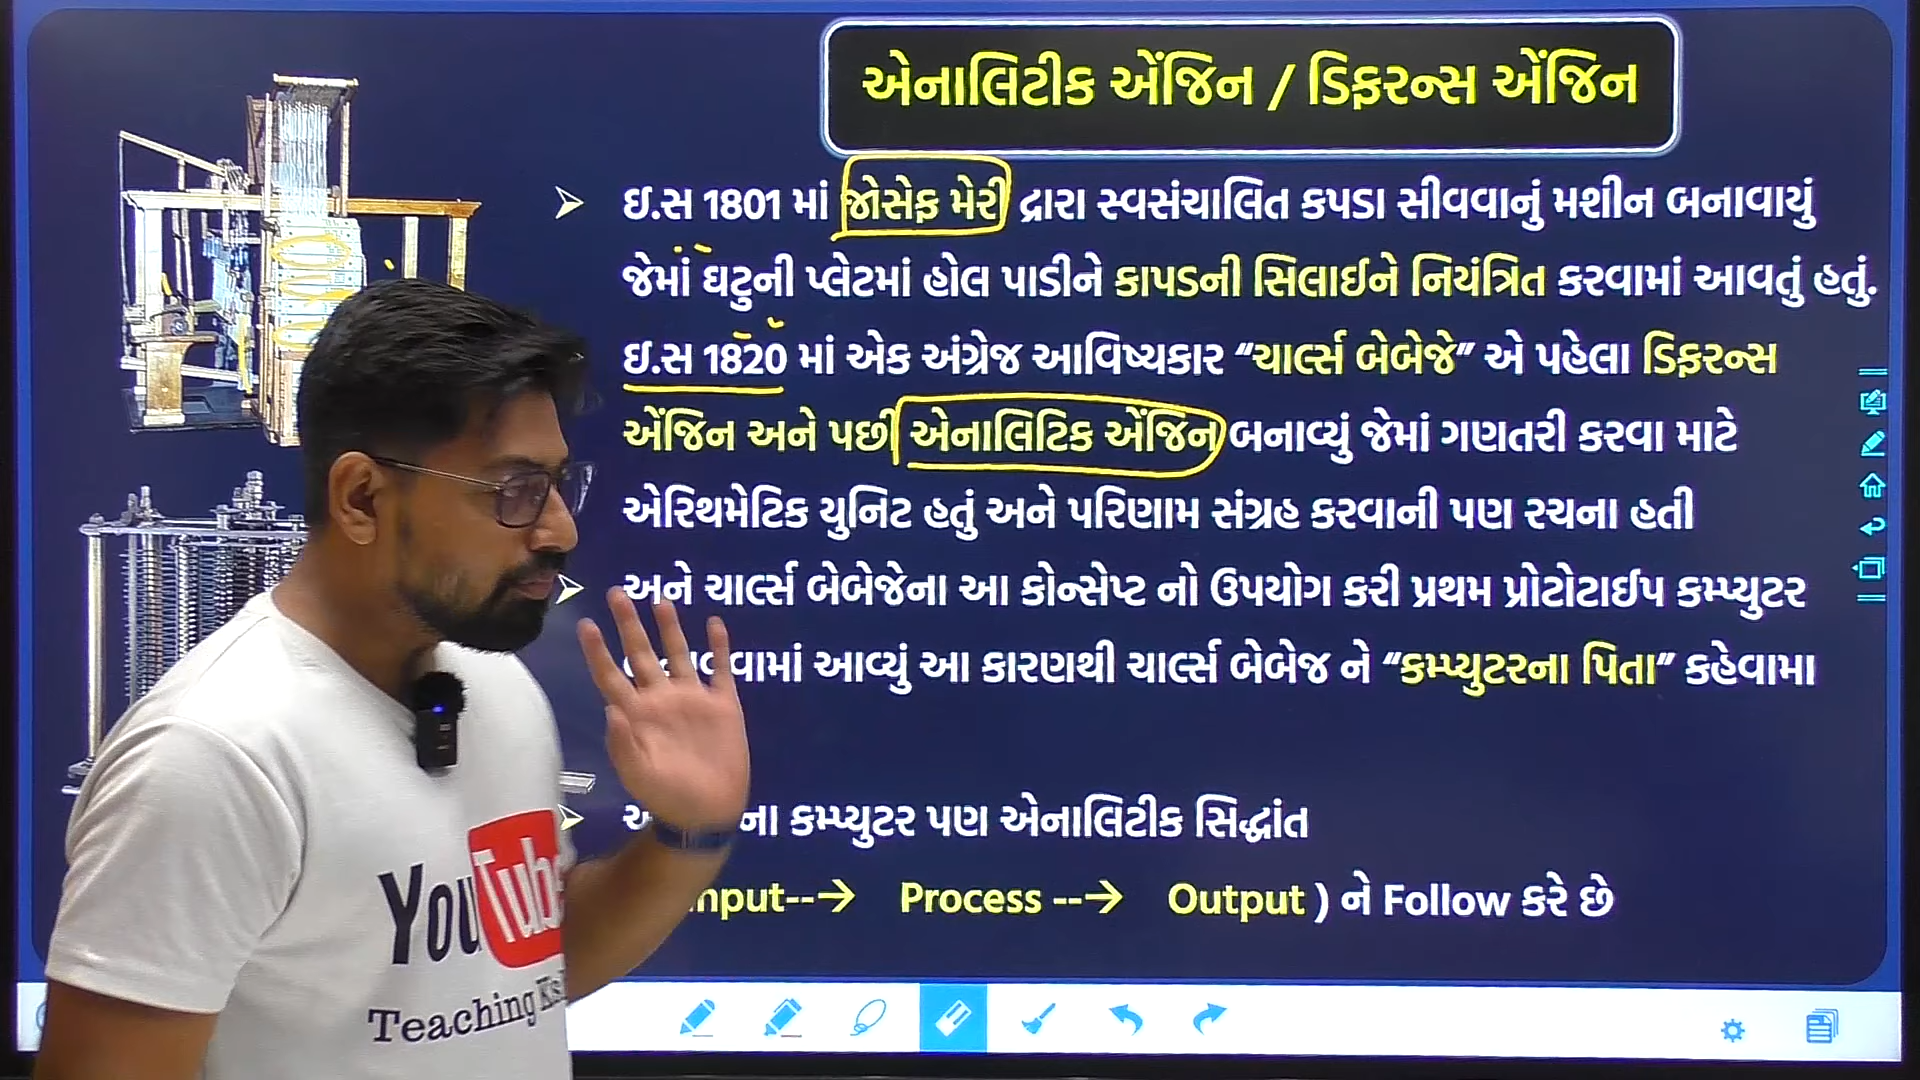 એનાલિટીક એંજિન / ડિફરન્સ એંજિન
ઇ.સ 1801 માં જોસેફ મેરી દ્વારા સ્વસંચાલિત કપડા સીવવાનું મશીન બનાવાયું
જેમાં ઘટુની પ્લેટમાં હોલ પાડીને કાપડની સિલાઈને નિયંત્રિત કરવામાં આવતું હતું.
ઇ.સ 1820 માં એક અંગ્રેજ આવિષ્યકાર “ચાર્લ્સ બેબેજે” એ પહેલા ડિફરન્સ
એંજિન અને પછી એનાલિટિક એંજિન બનાવ્યું જેમાં ગણતરી કરવા માટે
એરિથમેટિક યુનિટ હતું અને પરિણામ સંગ્રહ કરવાની પણ રચના હતી
અને ચાર્લ્સ બેબેજેના આ કોન્સેપ્ટ નો ઉપયોગ કરી પ્રથમ પ્રોટોટાઈપ કમ્પ્યુટર
આવ્યું આ કારણથી ચાર્લ્સ બેબેજ ને “કમ્પ્યુટરના પિતા” કહેવામા
કમ્પ્યુટર પણ એનાલિટીક સિદ્ધાંત
Process --→ Output ) ને Follow કરે છે
YouTube
Teaching